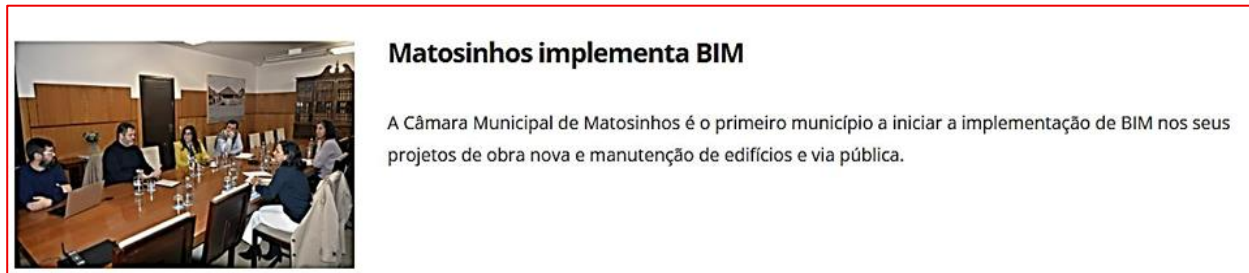 Matosinhos implementa BIM
A Câmara Municipal de Matosinhos é o primeiro município a iniciar a implementação de BIM nos seus
projetos de obra nova e manutenção de edifícios e via pública.